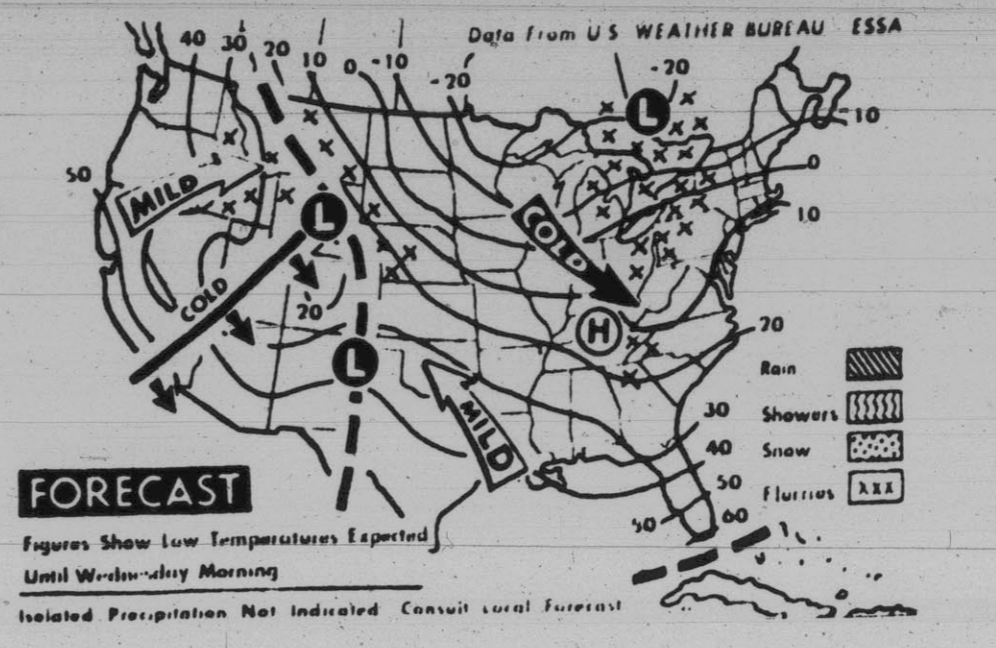 Data from U S WEATHER BUREAU ESSA
40 30 20 10 0 -10 -20 -20
L
-10
50
MILD
0
L
10
COLD
COLD
20
H
20
L
Rain
MILD
30
Showers
40
Snow
50
Flurries
50 60
FORECAST
Figures Show Low Temperatures Expected
Until Wednesday Morning
Isolated Precipitation Not Indicated Consult Local Forecast